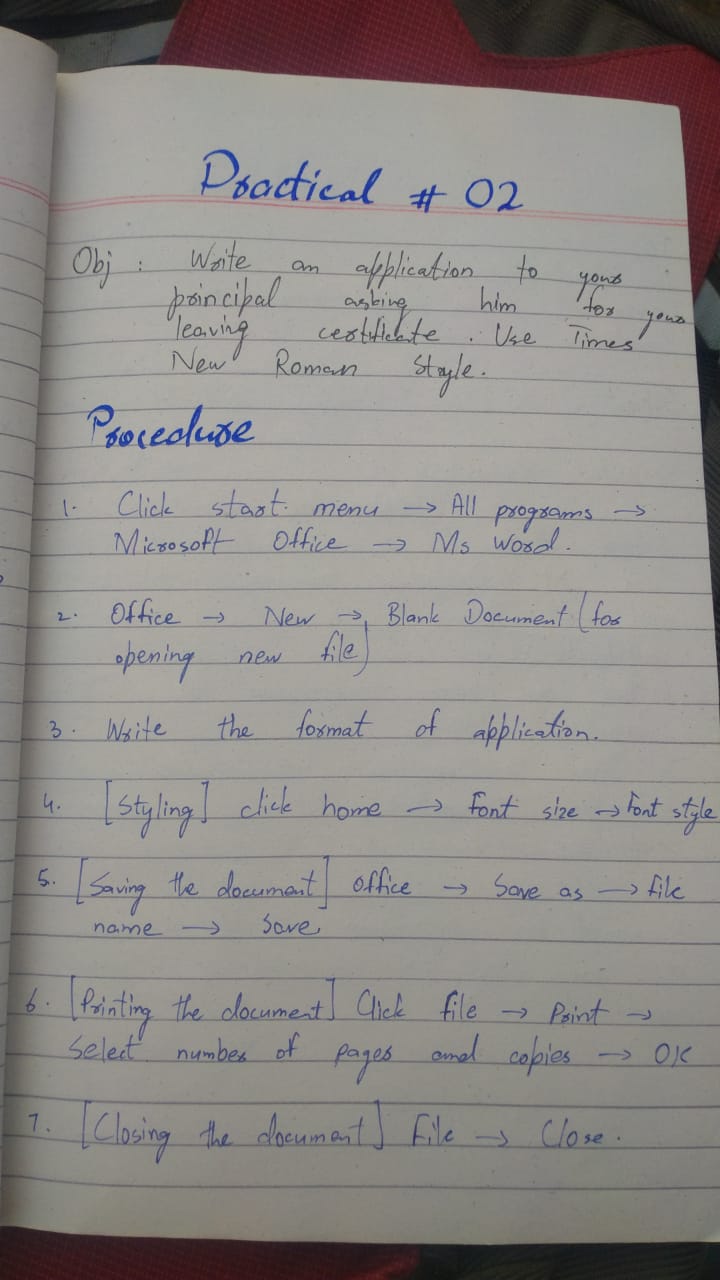 Practical # 02
Obj : Write an application to your
principal asking him for your
leaving certificate. Use Times
New Roman Style.
Procedure
1. Click start menu → All programs →
Microsoft Office → Ms Word.
2. Office → New → Blank Document (for
opening new file)
3. Write the format of application.
4. [Styling] click home → Font size → Font style
5. [Saving the document] Office → Save as → file
name → Save.
6. [Printing the document] Click file → Print →
Select number of pages and copies → OK
7. [Closing the document] File → Close.